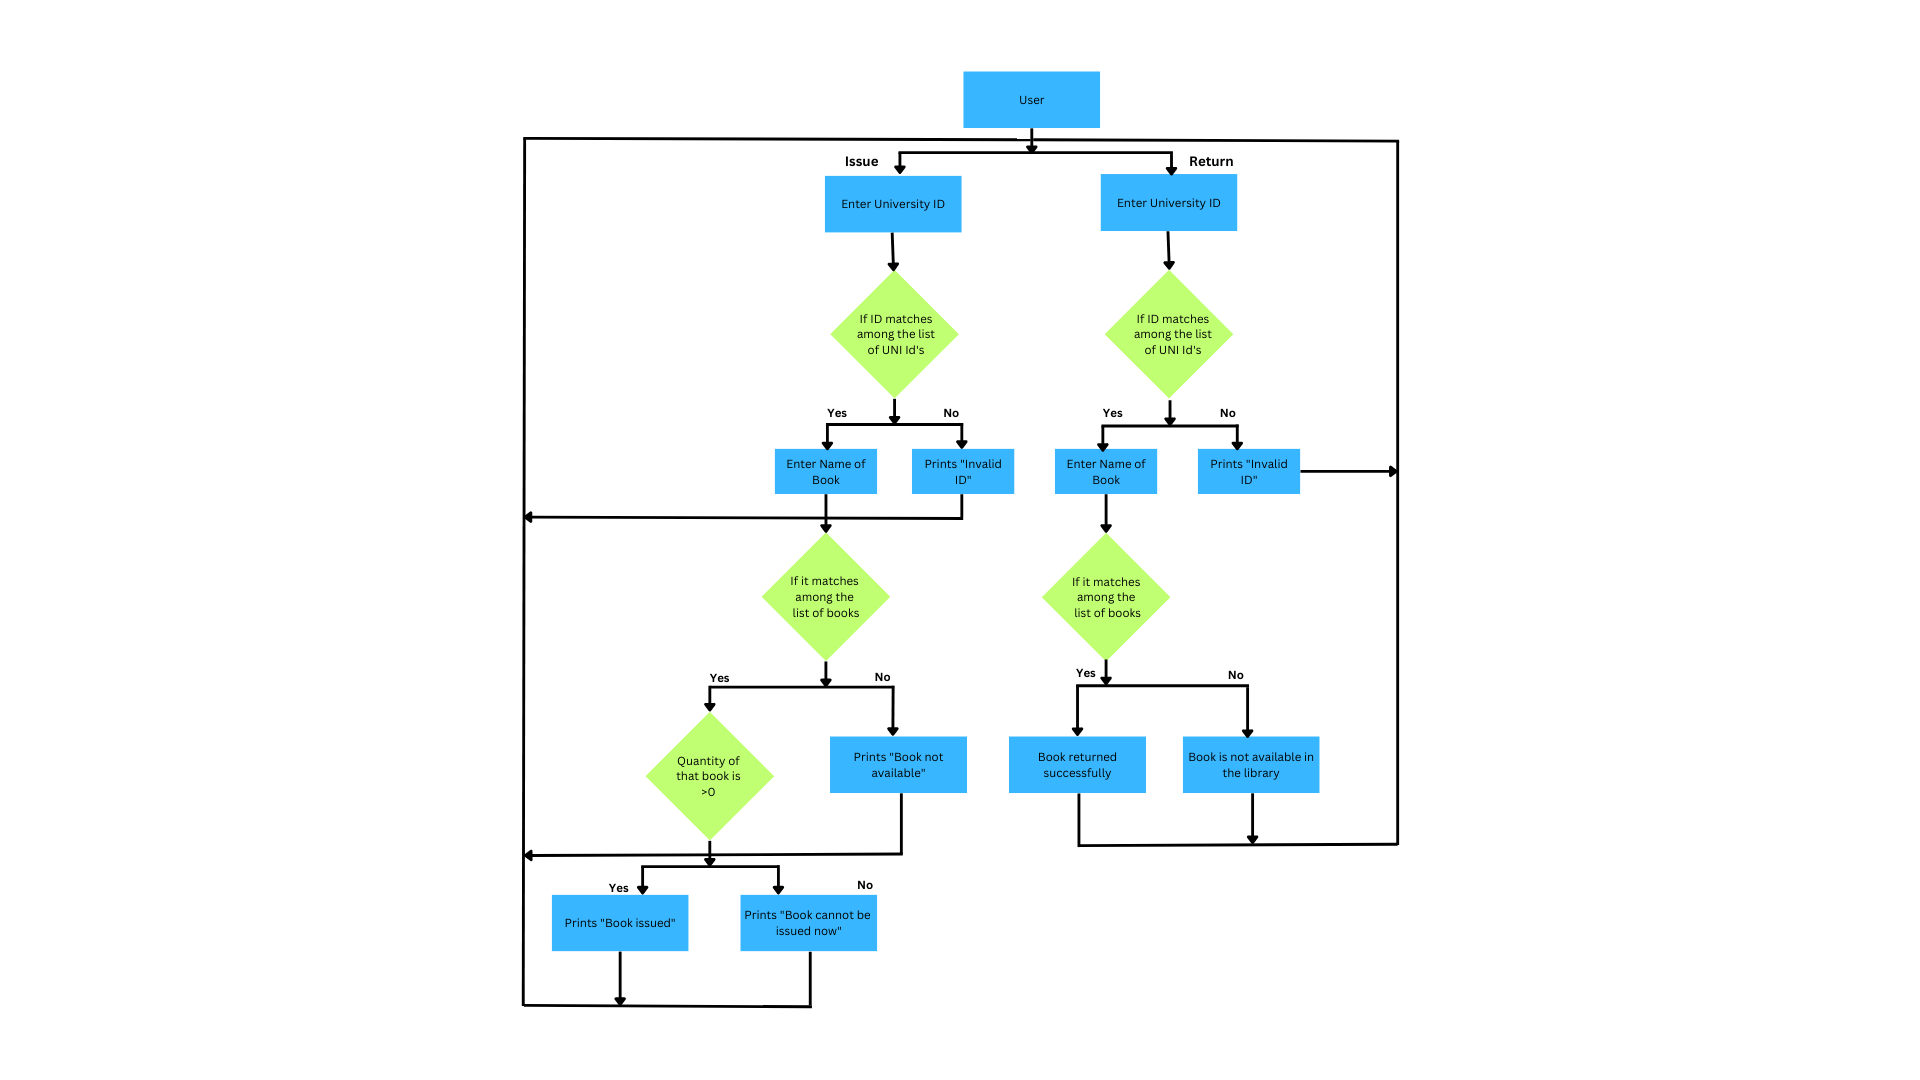 User
Issue
Return
Enter University ID
Enter University ID
If ID matches
among the list
of UNI Id's
If ID matches
among the list
of UNI Id's
Yes
No
Yes
No
Enter Name of
Book
Prints "Invalid
ID"
Enter Name of
Book
Prints "Invalid
ID"
If it matches
among the
list of books
If it matches
among the
list of books
Yes
No
Yes
No
Quantity of
that book is
>0
Prints "Book not
available"
Book returned
successfully
Book is not available in
the library
Yes
No
Prints "Book issued"
Prints "Book cannot be
issued now"